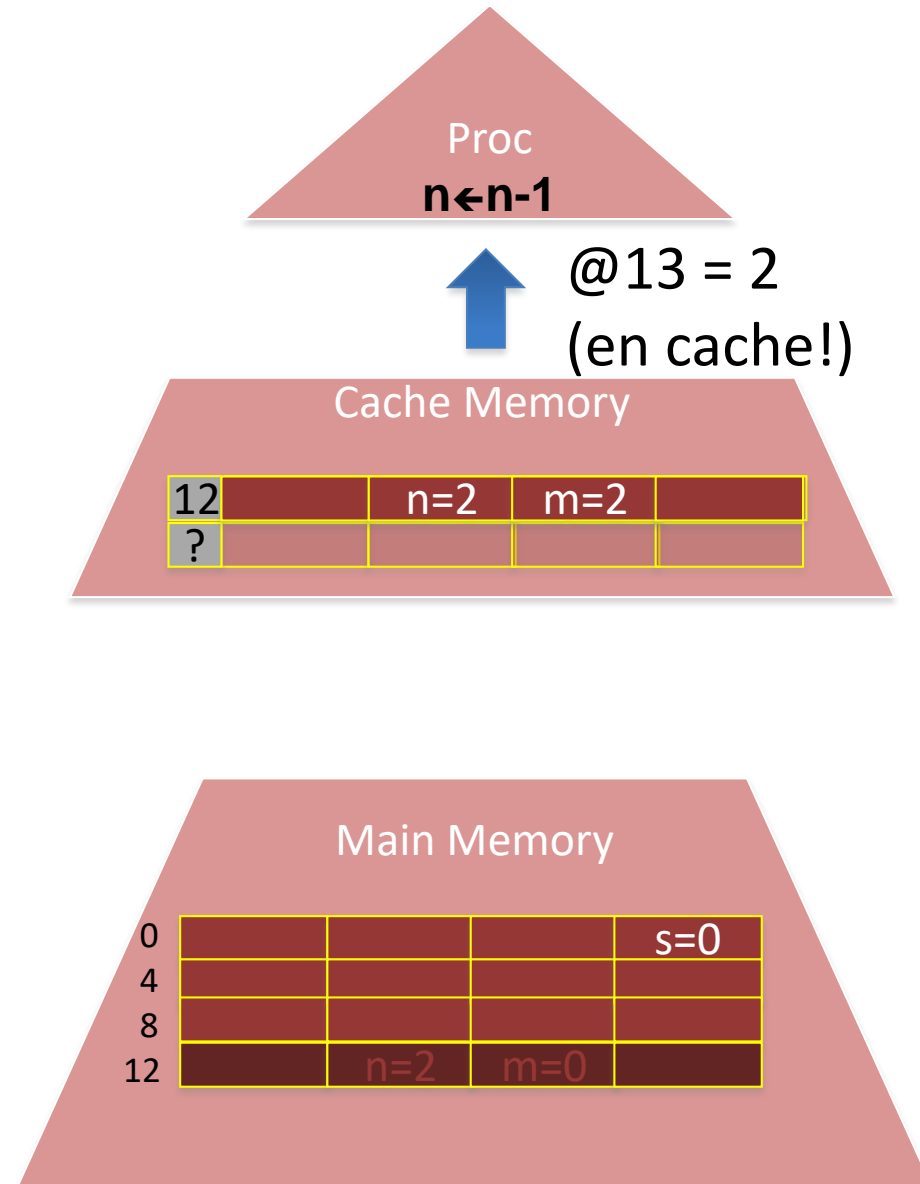 Proc
n←n-1
@13 = 2
(en cache!)
Cache Memory
12 n=2 m=2
?
Main Memory
0 s=0
4
8
12 n=2 m=0